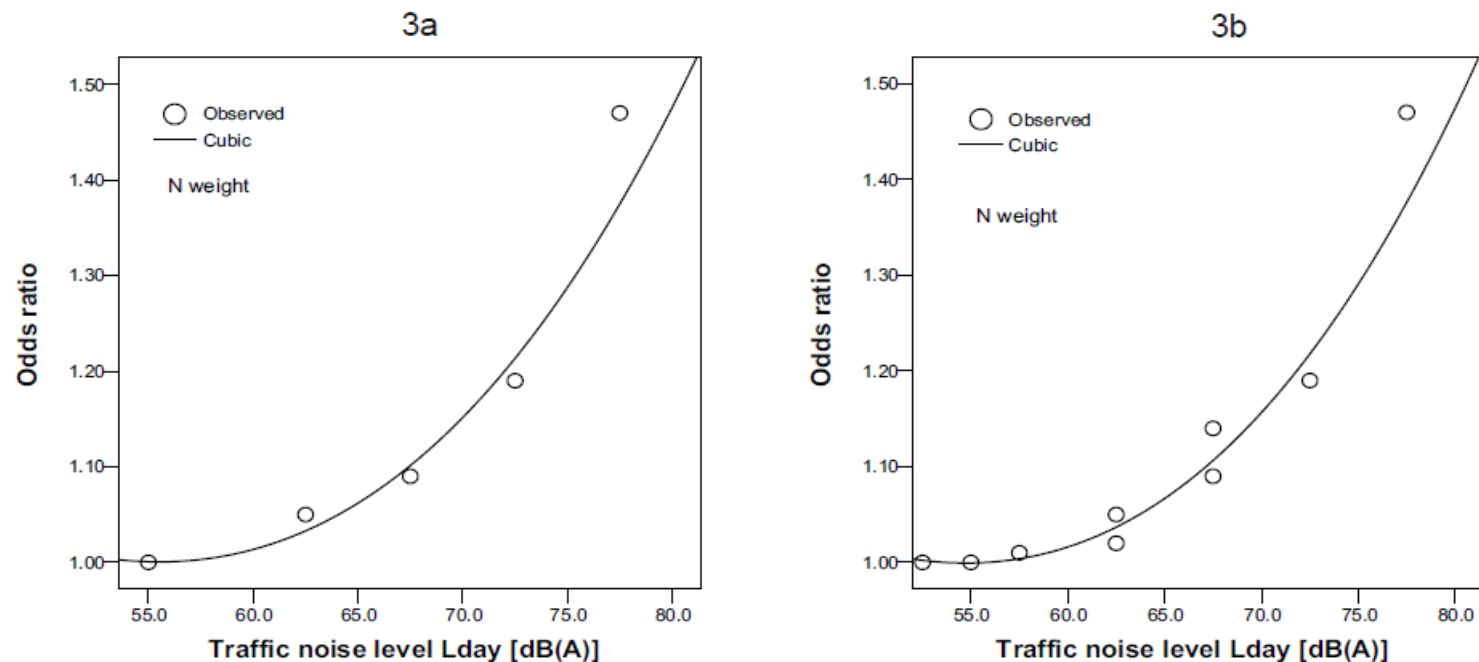 3a
1.50
1.40
1.30
1.20
1.10
1.00
Odds ratio
Observed
Cubic
N weight
55.0 60.0 65.0 70.0 75.0 80.0
Traffic noise level Lday [dB(A)]
3b
1.50
1.40
1.30
1.20
1.10
1.00
Odds ratio
Observed
Cubic
N weight
55.0 60.0 65.0 70.0 75.0 80.0
Traffic noise level Lday [dB(A)]